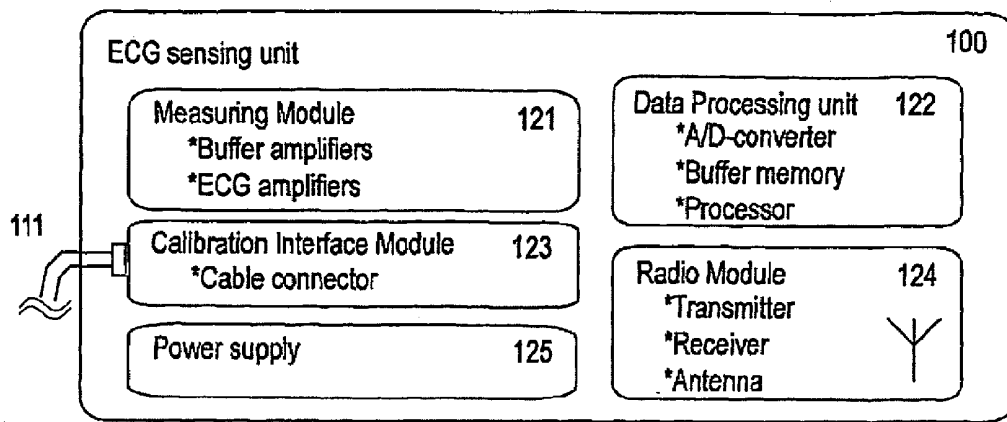 ECG sensing unit 100
Measuring Module 121
*Buffer amplifiers
*ECG amplifiers
Data Processing unit 122
*A/D-converter
*Buffer memory
*Processor
111
Calibration Interface Module 123
*Cable connector
Radio Module 124
*Transmitter
*Receiver
*Antenna
Power supply 125